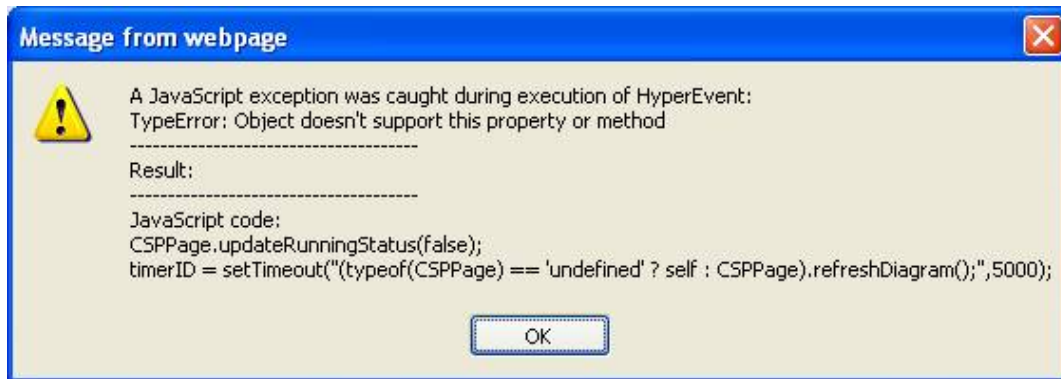 Message from webpage
A JavaScript exception was caught during execution of HyperEvent:
TypeError: Object doesn't support this property or method
--------------------------------------
Result:
--------------------------------------
JavaScript code:
CSPPage.updateRunningStatus(false);
timerID = setTimeout("(typeof(CSPPage) == 'undefined' ? self : CSPPage).refreshDiagram();",5000);
OK